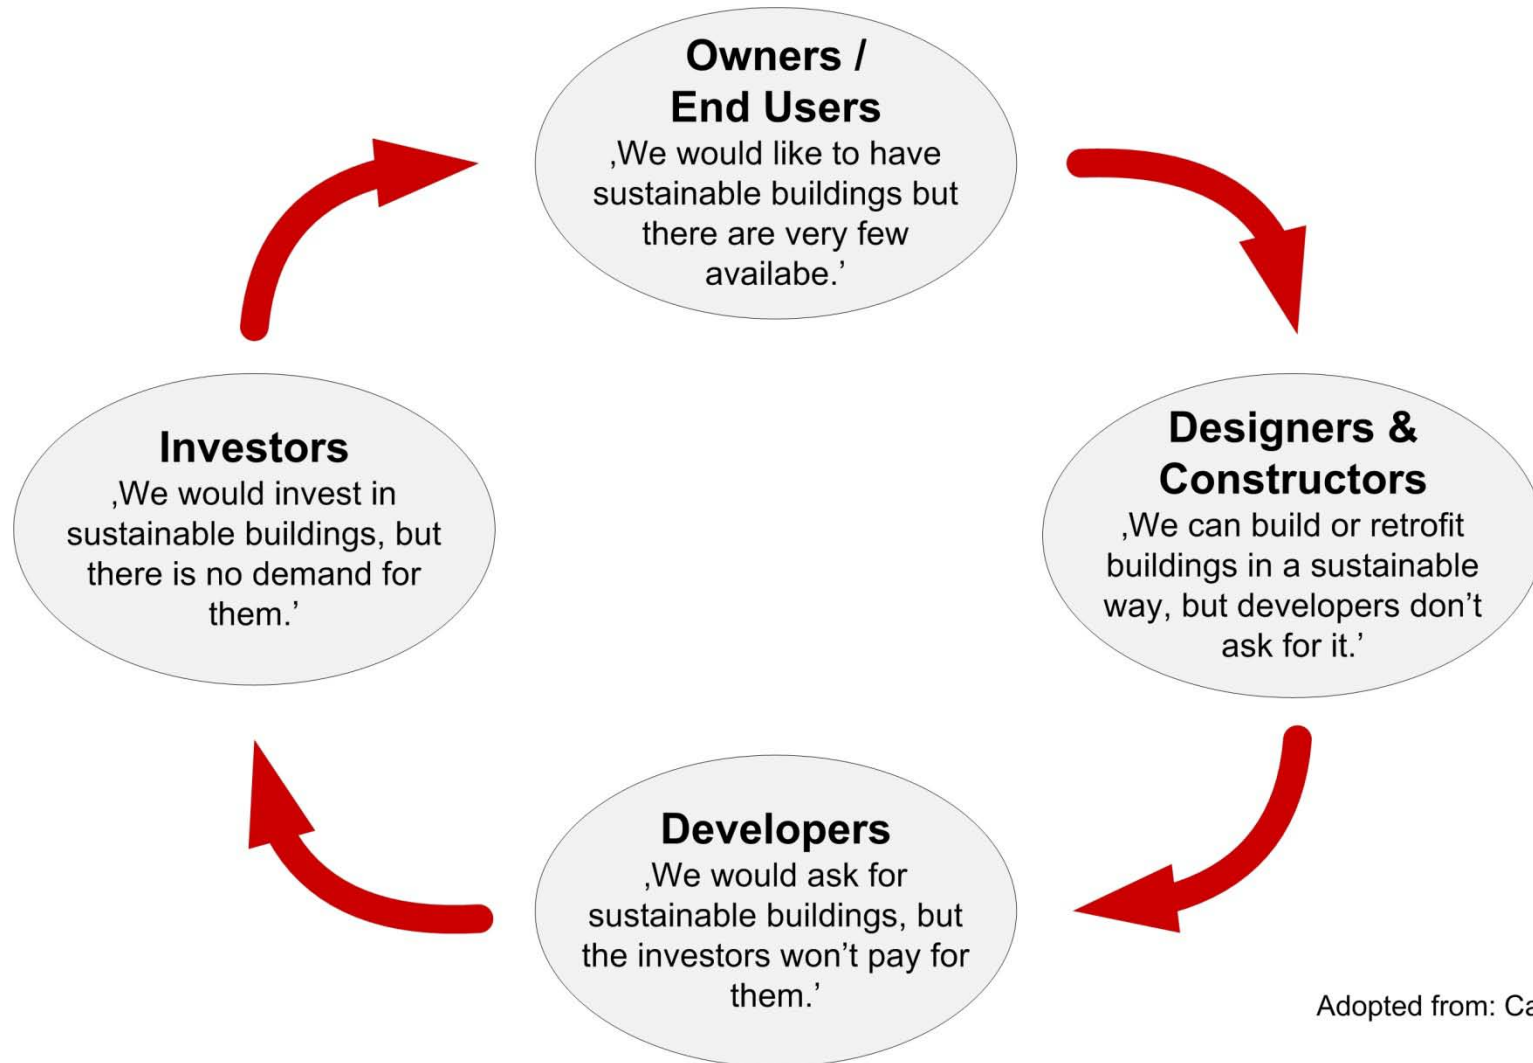 Owners /
End Users
‚We would like to have
sustainable buildings but
there are very few
availabe.’
Investors
‚We would invest in
sustainable buildings, but
there is no demand for
them.’
Designers &
Constructors
‚We can build or retrofit
buildings in a sustainable
way, but developers don’t
ask for it.’
Developers
‚We would ask for
sustainable buildings, but
the investors won’t pay for
them.’
Adopted from: